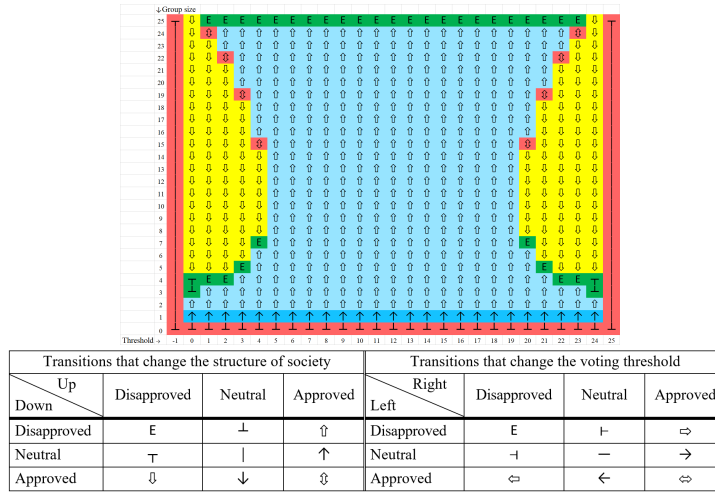 ↓Group size
25 E E E E E E E E E E E E E E E E E E E E E E E
24
23
22
21
20
19
18
17
16
15
14
13
12
11
10
9
8
7 E E
6
5 E E
4 E E E E
3
2
1
0
Threshold → -1 0 1 2 3 4 5 6 7 8 9 10 11 12 13 14 15 16 17 18 19 20 21 22 23 24 25
Transitions that change the structure of society
Up
Down Disapproved Neutral Approved
Disapproved E ┴ ⇧
Neutral ┬ | ↑
Approved ⇩ ↓ ⇳
Transitions that change the voting threshold
Right
Left Disapproved Neutral Approved
Disapproved E ⊢ ⇨
Neutral ⊣ — →
Approved ⇦ ← ⬄